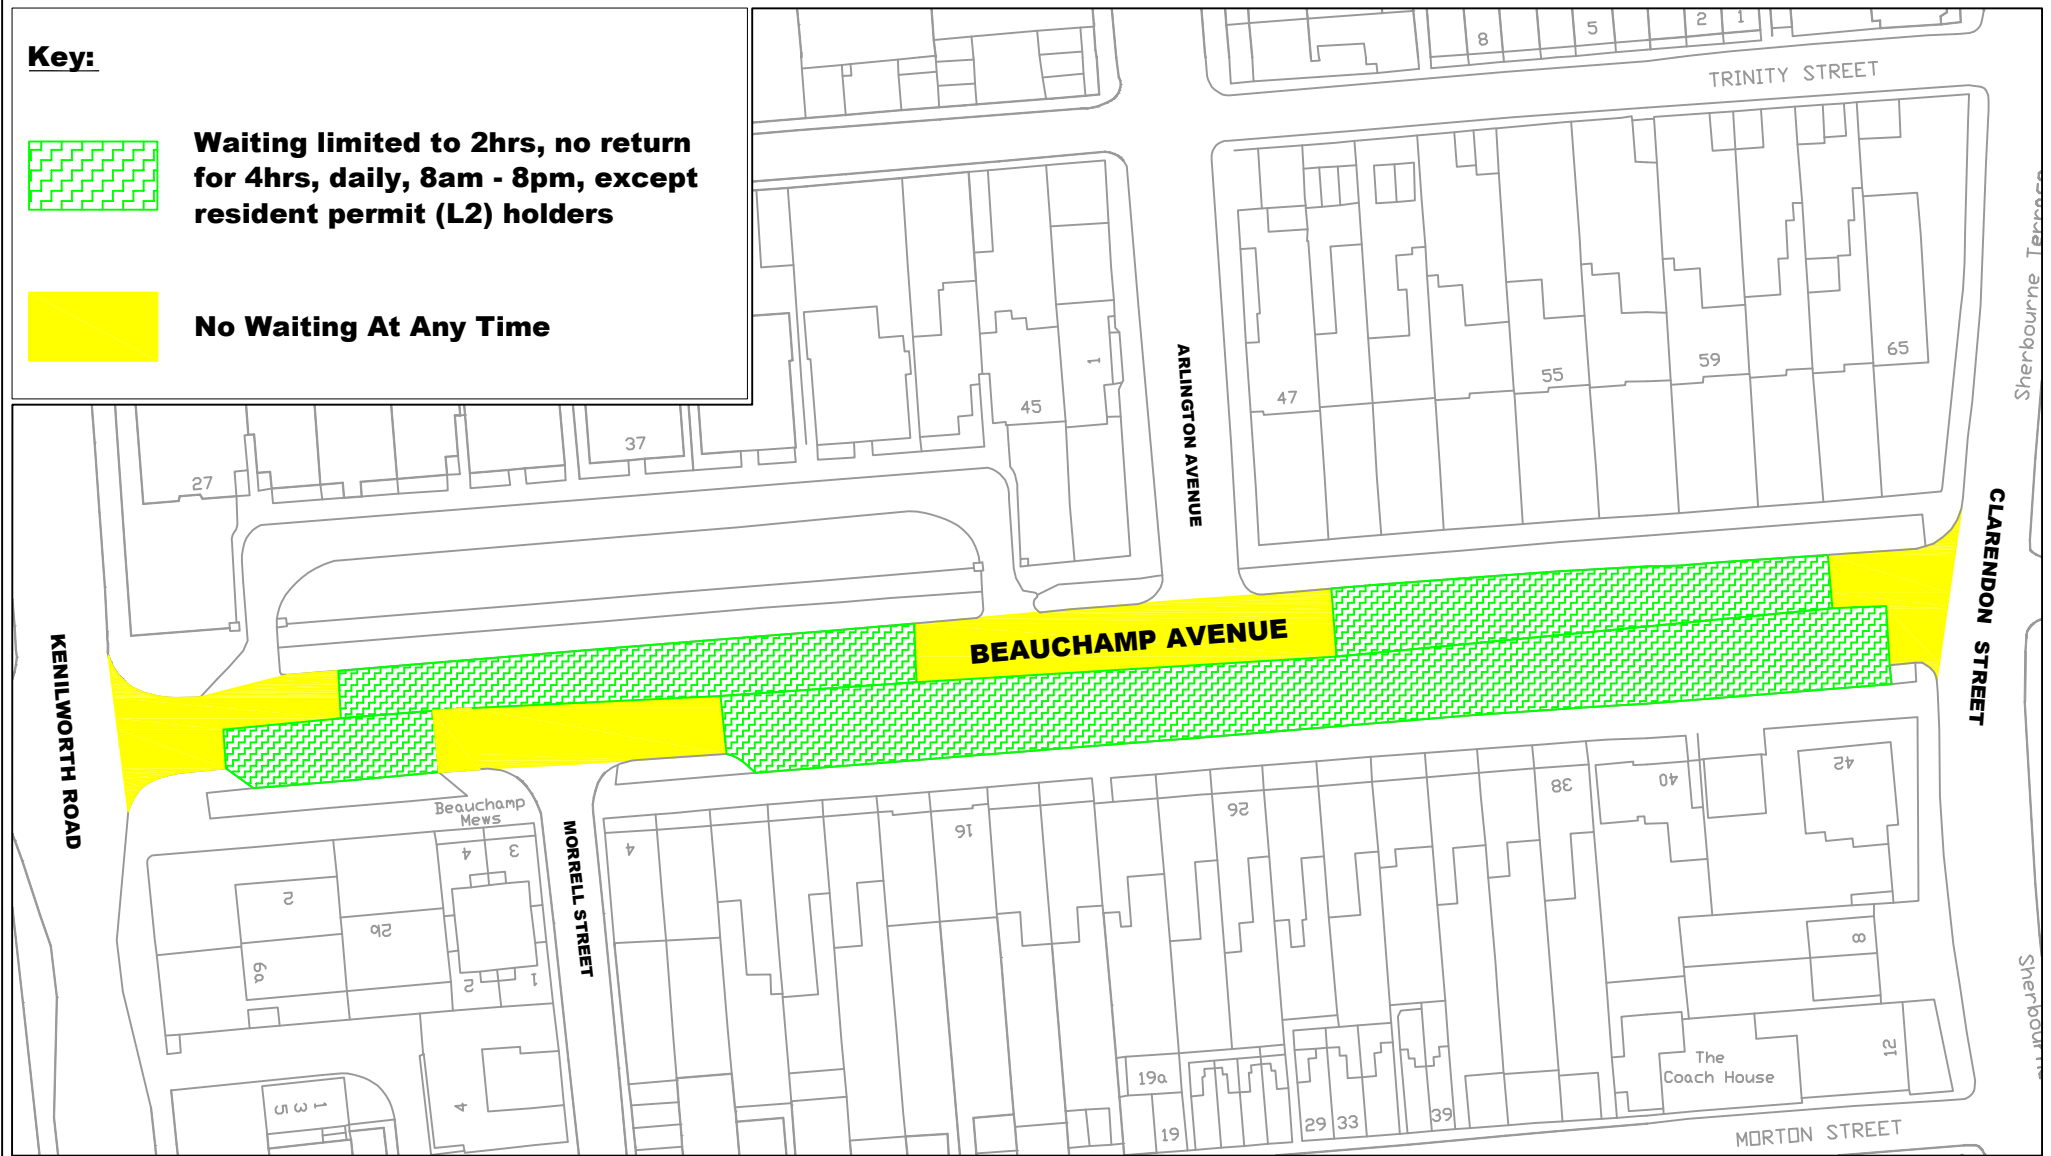 Key:
Waiting limited to 2hrs, no return
for 4hrs, daily, 8am - 8pm, except
resident permit (L2) holders
No Waiting At Any Time
8
5
2
1
TRINITY STREET
Sherbourne Terrace
27
37
45
1
ARLINGTON AVENUE
47
55
59
65
CLARENDON STREET
BEAUCHAMP AVENUE
KENILWORTH ROAD
Beauchamp
Mews
MORRELL STREET
4
3
2
2b
6a
2
1
4
16
26
38
40
42
8
12
The
Coach House
1
3
5
4
19a
19
29
33
39
MORTON STREET